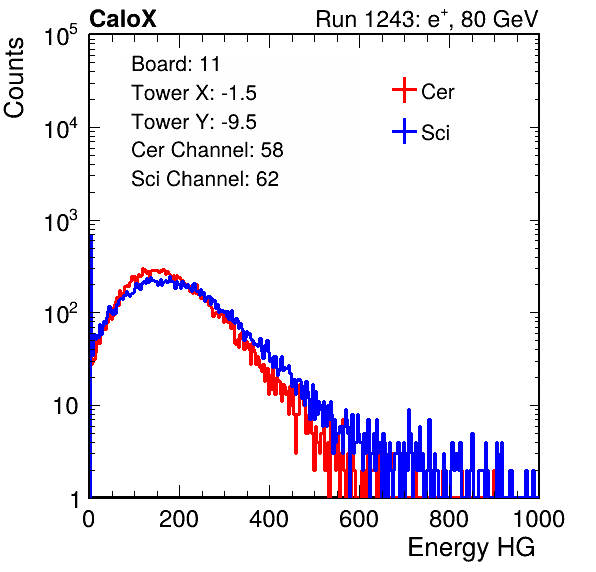 CaloX Run 1243: e⁺, 80 GeV
Counts
Board: 11
Tower X: -1.5
Tower Y: -9.5
Cer Channel: 58
Sci Channel: 62
Cer
Sci
10⁵
10⁴
10³
10²
10
1
0 200 400 600 800 1000
Energy HG